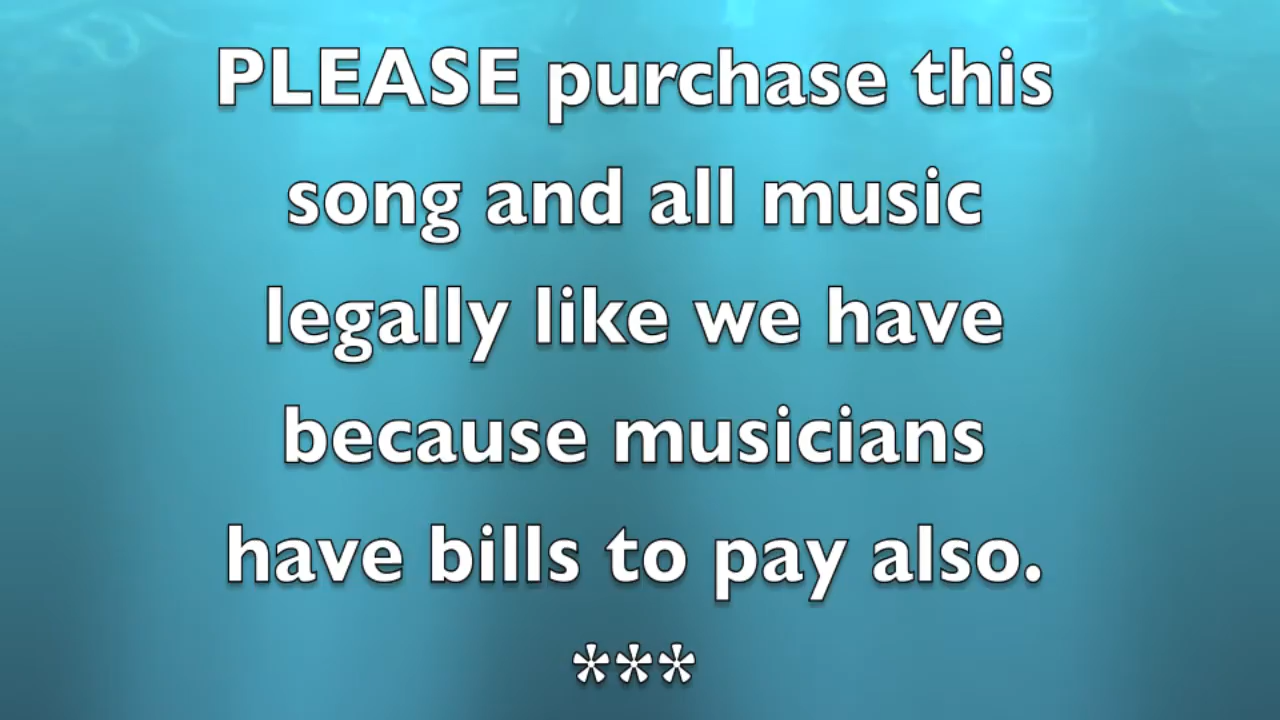 PLEASE purchase this
song and all music
legally like we have
because musicians
have bills to pay also.
***